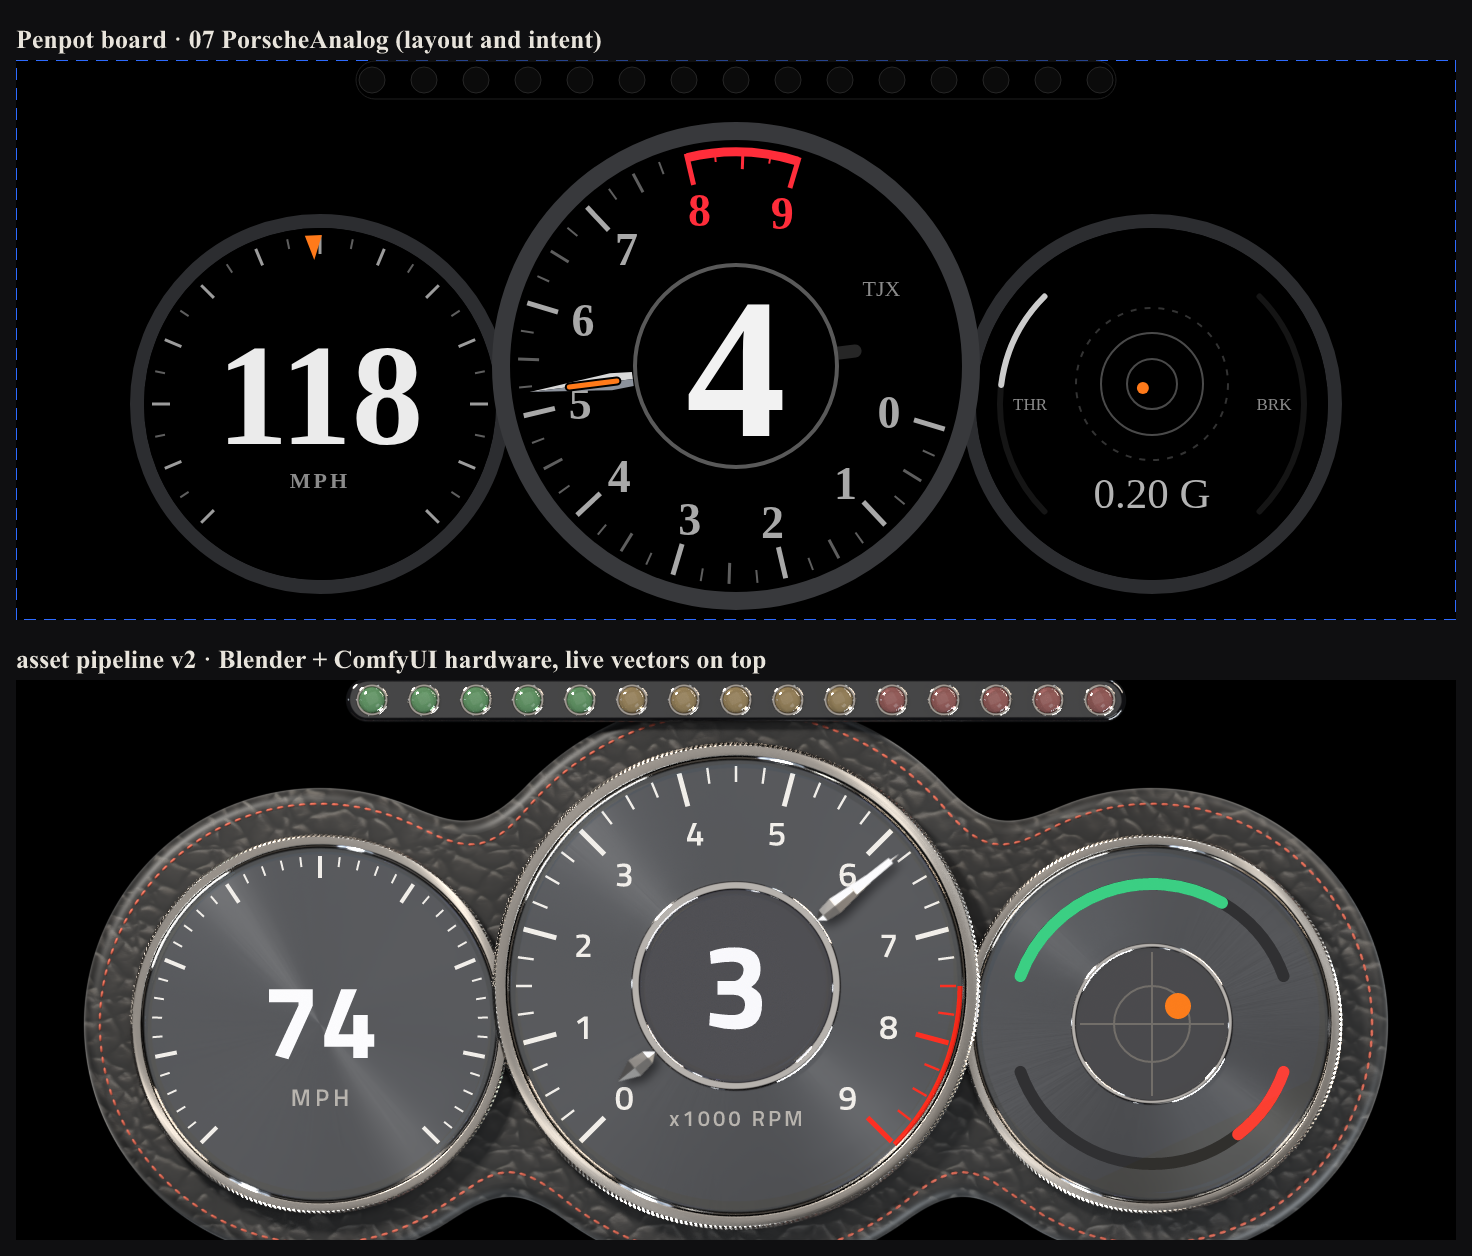 Penpot board · 07 PorscheAnalog (layout and intent)
8 9
7
TJX
6
118
4
5
0
THR
BRK
MPH
4
1
0.20 G
3
2
asset pipeline v2 · Blender + ComfyUI hardware, live vectors on top
4 5
3
6
2
7
3
74
1
8
MPH
0
9
x1000 RPM